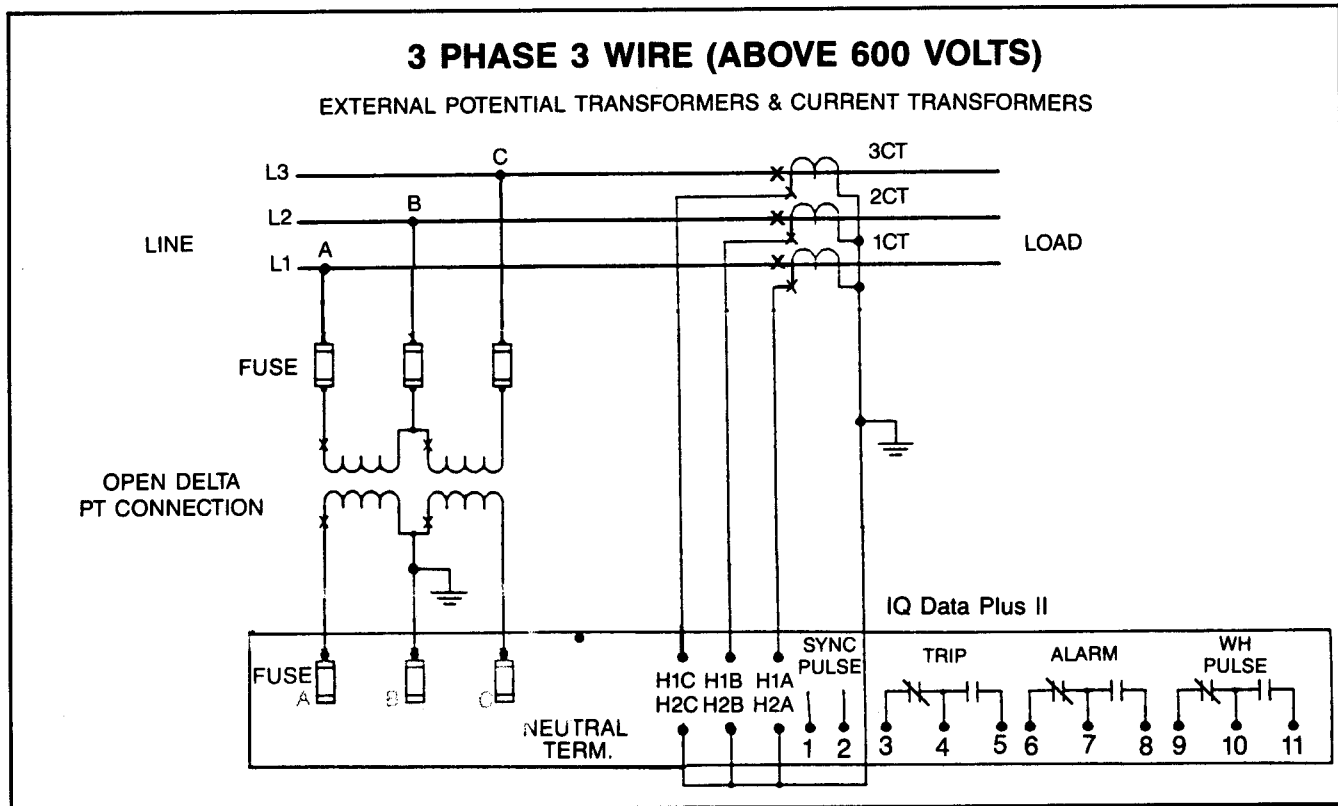 3 PHASE 3 WIRE (ABOVE 600 VOLTS)
EXTERNAL POTENTIAL TRANSFORMERS & CURRENT TRANSFORMERS
C
3CT
L3
B
2CT
L2
LINE
A
1CT
LOAD
L1
FUSE
OPEN DELTA
PT CONNECTION
IQ Data Plus II
FUSE
A
B
C
NEUTRAL
TERM.
H1C H1B H1A
H2C H2B H2A
SYNC
PULSE
1 2
TRIP
3 4 5
ALARM
6 7 8
WH
PULSE
9 10 11